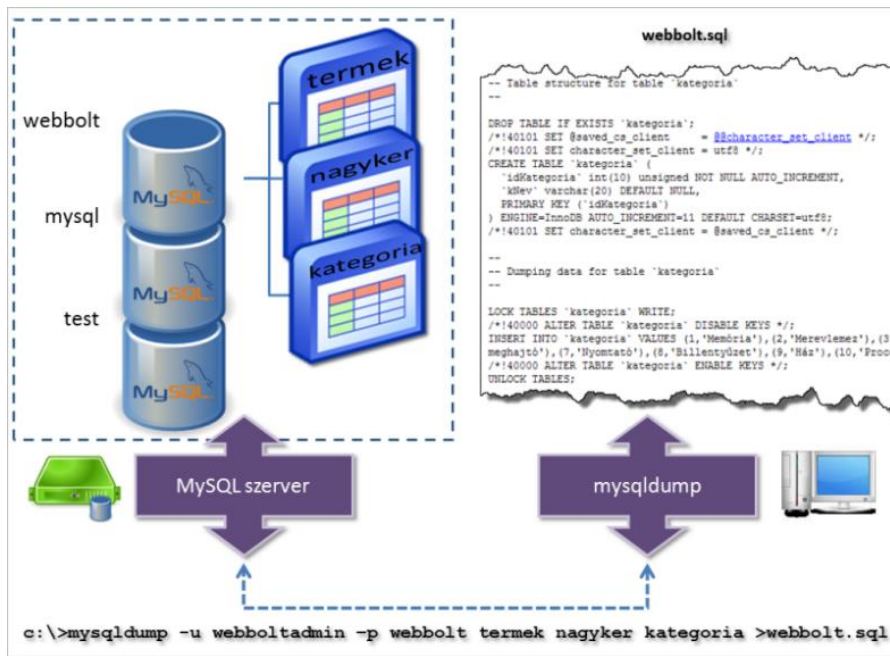 webbolt
mysql
test
MySQL
MySQL
MySQL
termek
nagyker
kategoria
webbolt.sql
-- Table structure for table `kategoria`
--
DROP TABLE IF EXISTS `kategoria`;
/*!40101 SET @saved_cs_client     = @@character_set_client */;
/*!40101 SET character_set_client = utf8 */;
CREATE TABLE `kategoria` (
  `idKategoria` int(10) unsigned NOT NULL AUTO_INCREMENT,
  `kNev` varchar(20) DEFAULT NULL,
  PRIMARY KEY (`idKategoria`)
) ENGINE=InnoDB AUTO_INCREMENT=11 DEFAULT CHARSET=utf8;
/*!40101 SET character_set_client = @saved_cs_client */;
--
-- Dumping data for table `kategoria`
--
LOCK TABLES `kategoria` WRITE;
/*!40000 ALTER TABLE `kategoria` DISABLE KEYS */;
INSERT INTO `kategoria` VALUES (1,'Memória'),(2,'Merevlemez'),(3
meghajtó'),(7,'Nyomtató'),(8,'Billentyűzet'),(9,'Ház'),(10,'Proc
/*!40000 ALTER TABLE `kategoria` ENABLE KEYS */;
UNLOCK TABLES;
MySQL szerver
mysqldump
c:\>mysqldump -u webboltadmin -p webbolt termek nagyker kategoria >webbolt.sql